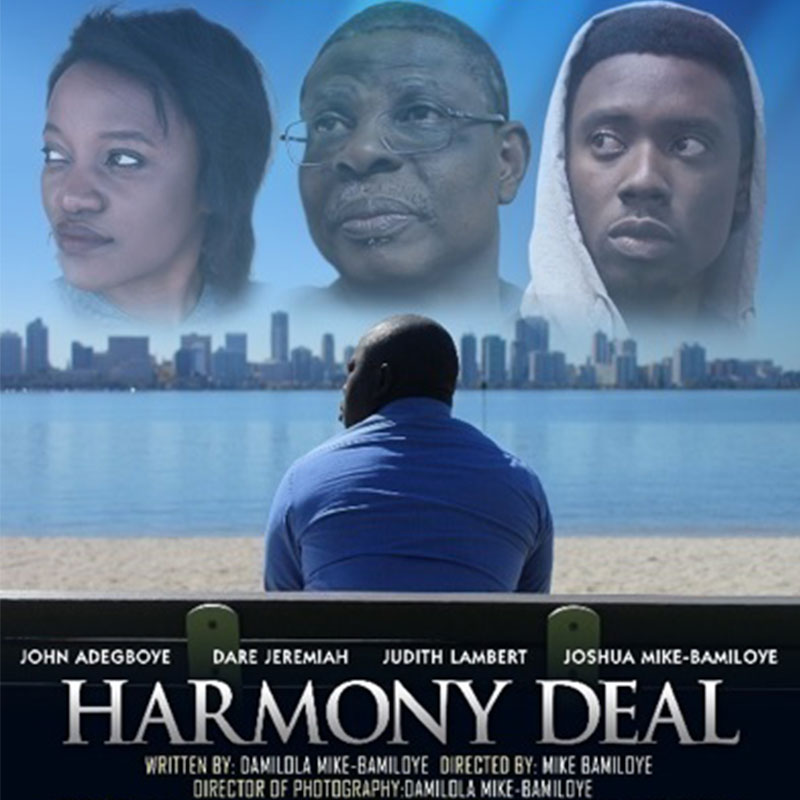 JOHN ADEGBOYE DARE JEREMIAH JUDITH LAMBERT JOSHUA MIKE-BAMILOYE
HARMONY DEAL
WRITTEN BY: DAMILOLA MIKE-BAMILOYE DIRECTED BY: MIKE BAMILOYE
DIRECTOR OF PHOTOGRAPHY:DAMILOLA MIKE-BAMILOYE